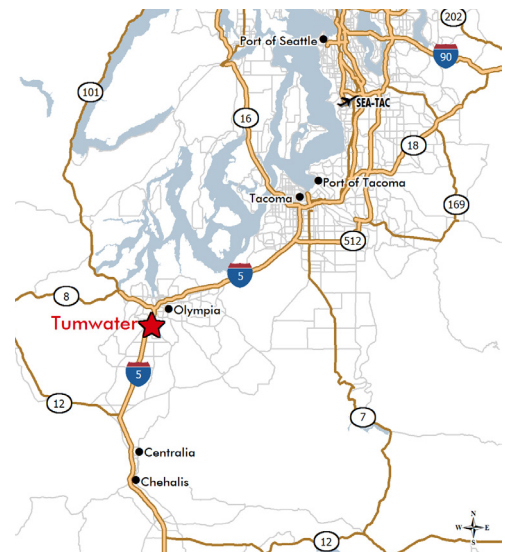 202
Port of Seattle
90
101
SEA-TAC
16
18
Port of Tacoma
Tacoma
169
512
5
8
Olympia
Tumwater
5
12
7
Centralia
Chehalis
12
N
W E
S